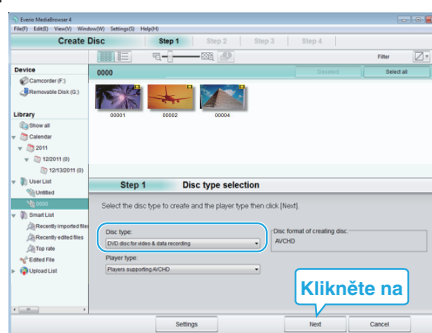 Everio MediaBrowser 4
File(F) Edit(E) View(V) Window(W) Settings(S) Help(H)
Create Disc Step 1 Step 2 Step 3 Step 4
Filter
Device 0000 Select all
Camcorder (F:)
Removable Disk (G:)
00001 00002 00004
Library
Show all
Calendar
2011
12/2011 (0)
12/13/2011 (0)
User List
Untitled
0000
Smart List
Recently imported files
Recently edited files
Top rate
Edited File
Upload List
Step 1 Disc type selection
Select the disc type to create and the player type then click [Next].
Disc type:
DVD disc for video & data recording
Disc format of creating disc:
AVCHD
Player type:
Players supporting AVCHD
Klikněte na
Settings Next Cancel